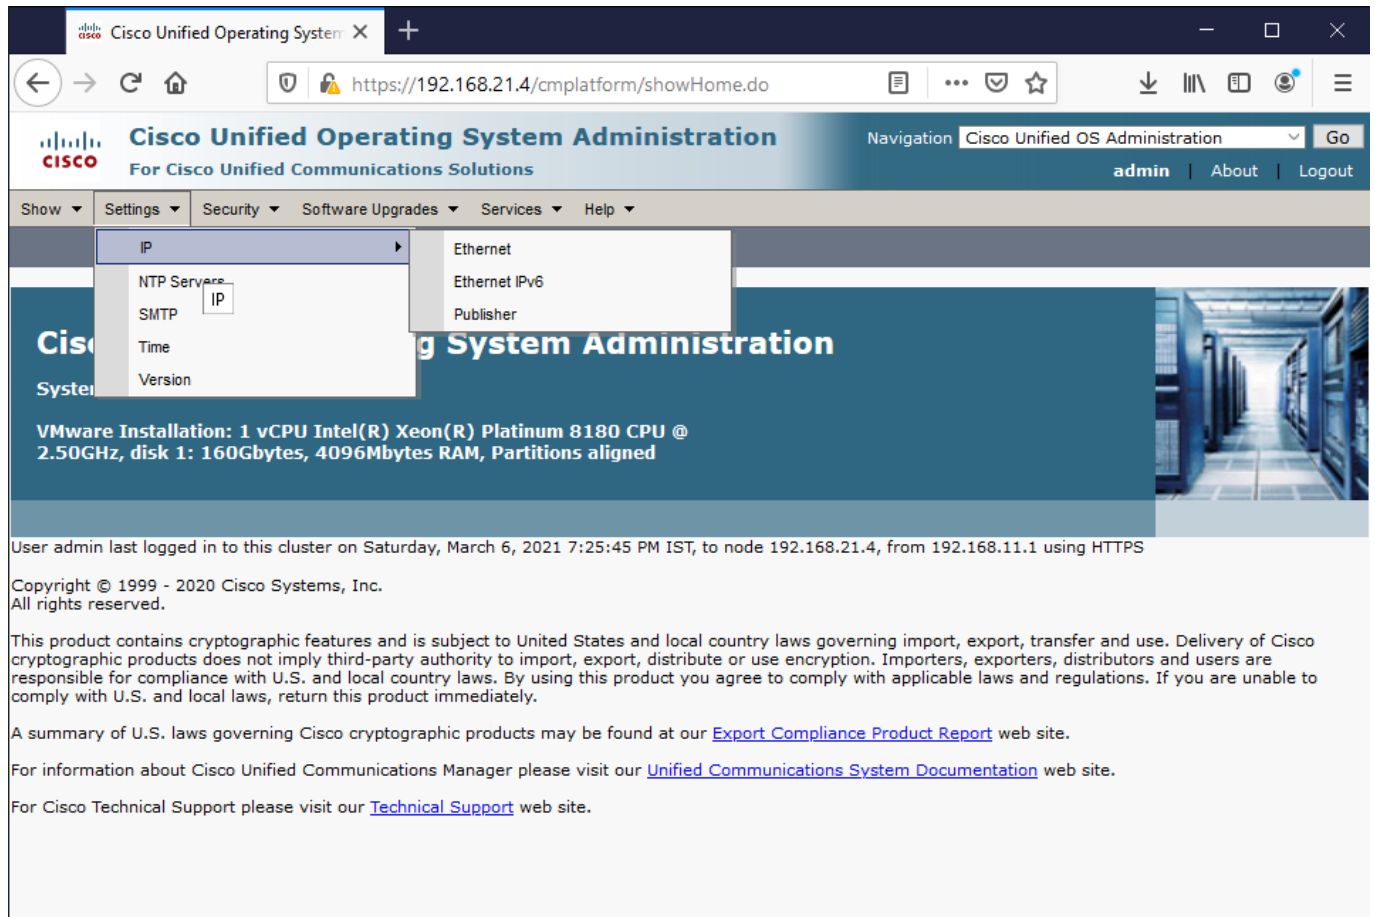 Cisco Unified Operating System
https://192.168.21.4/cmplatform/showHome.do
CISCO
Cisco Unified Operating System Administration
For Cisco Unified Communications Solutions
Navigation Cisco Unified OS Administration Go
admin | About | Logout
Show Settings Security Software Upgrades Services Help
IP
NTP Servers
IP
SMTP
Time
Version
Ethernet
Ethernet IPv6
Publisher
g System Administration
VMware Installation: 1 vCPU Intel(R) Xeon(R) Platinum 8180 CPU @
2.50GHz, disk 1: 160Gbytes, 4096Mbytes RAM, Partitions aligned
User admin last logged in to this cluster on Saturday, March 6, 2021 7:25:45 PM IST, to node 192.168.21.4, from 192.168.11.1 using HTTPS
Copyright © 1999 - 2020 Cisco Systems, Inc.
All rights reserved.
This product contains cryptographic features and is subject to United States and local country laws governing import, export, transfer and use. Delivery of Cisco
cryptographic products does not imply third-party authority to import, export, distribute or use encryption. Importers, exporters, distributors and users are
responsible for compliance with U.S. and local country laws. By using this product you agree to comply with applicable laws and regulations. If you are unable to
comply with U.S. and local laws, return this product immediately.
A summary of U.S. laws governing Cisco cryptographic products may be found at our Export Compliance Product Report web site.
For information about Cisco Unified Communications Manager please visit our Unified Communications System Documentation web site.
For Cisco Technical Support please visit our Technical Support web site.